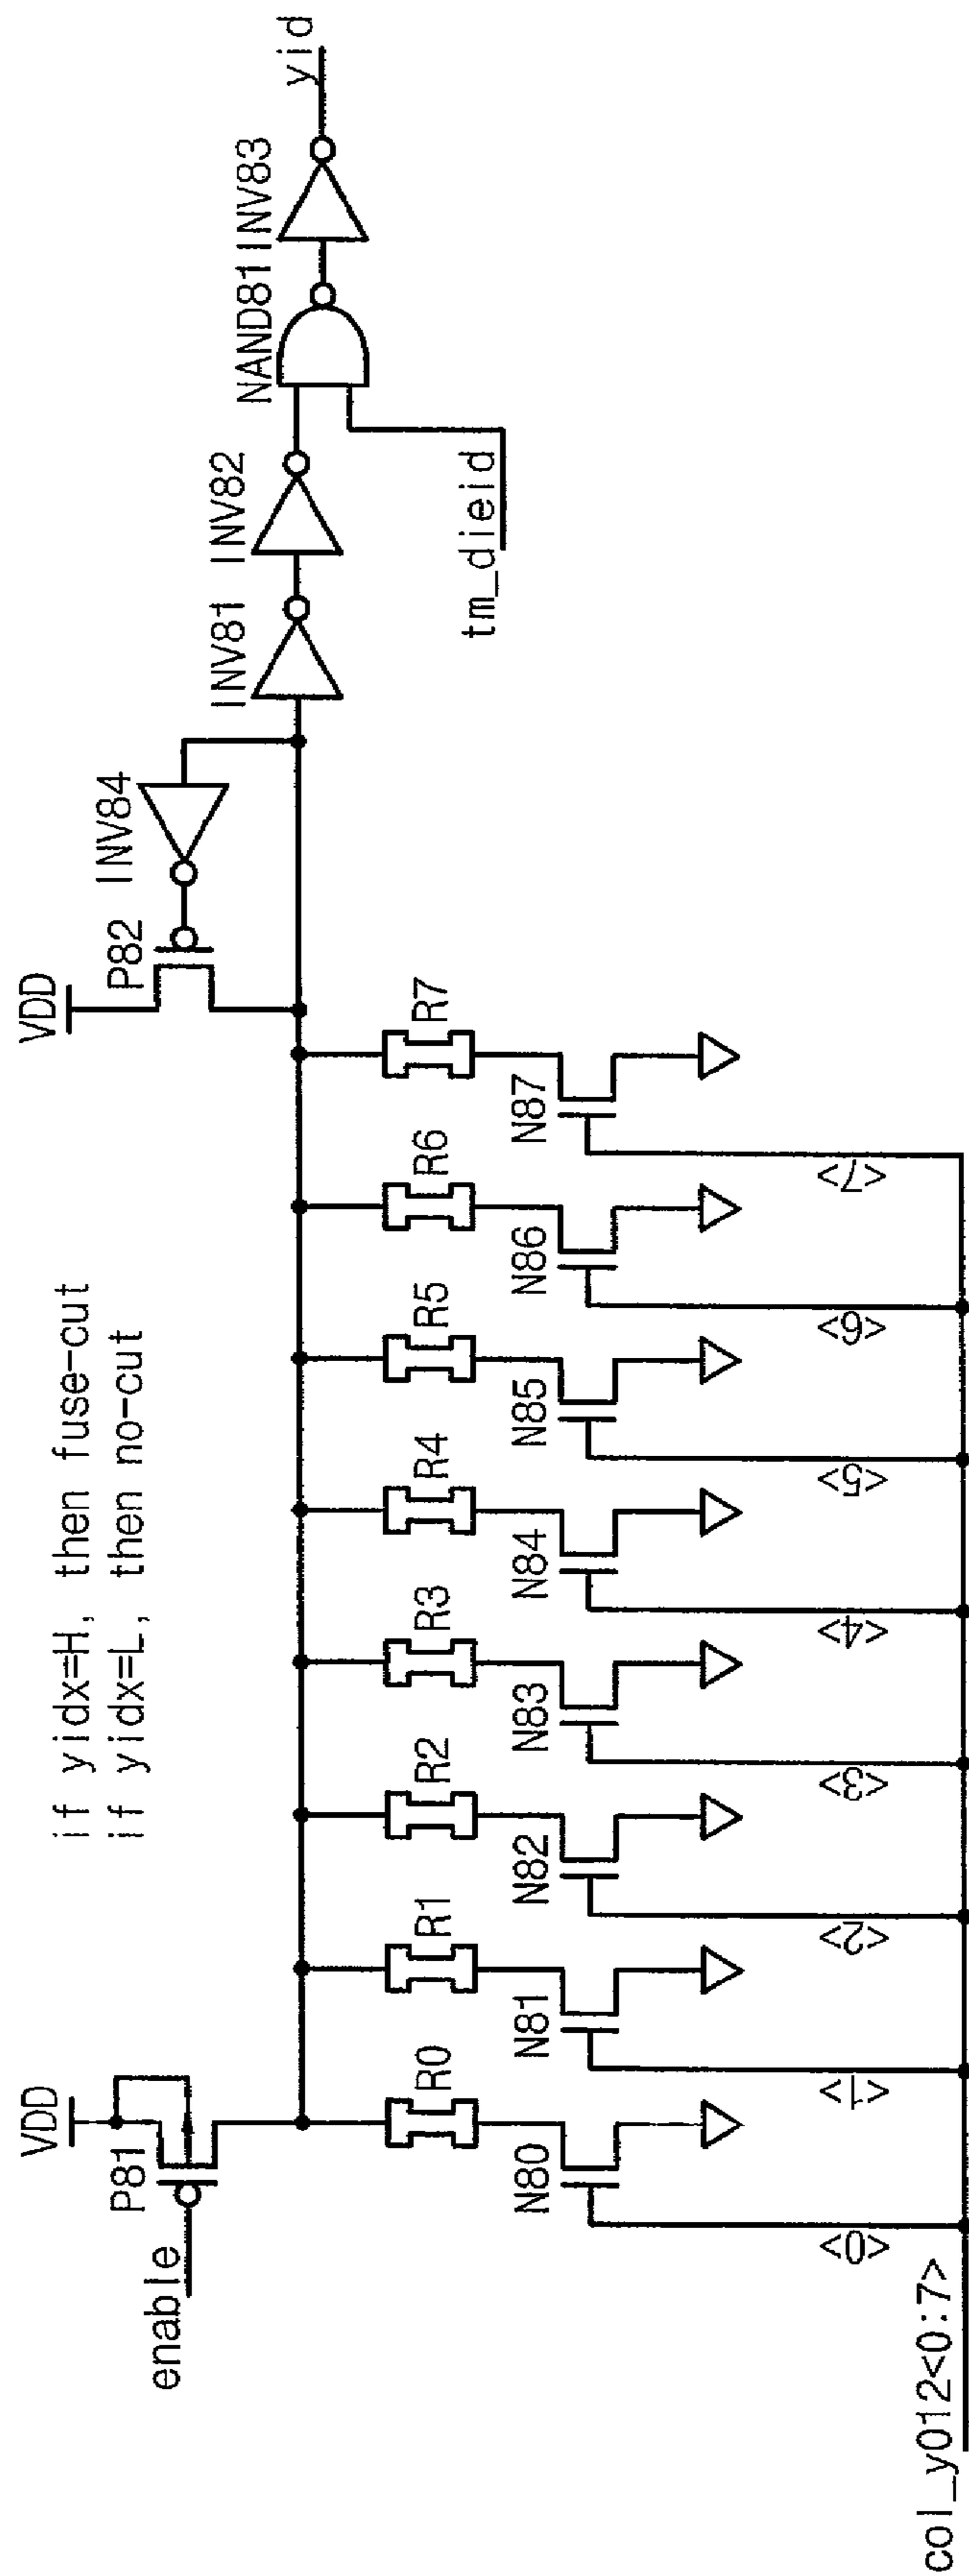 if yidx=H, then fuse-cut
if yidx=L, then no-cut
VDD
VDD
P81
enable
P82
INV84
INV81
INV82
NAND81
INV83
yid
tm_dieid
R0
R1
R2
R3
R4
R5
R6
R7
N80
N81
N82
N83
N84
N85
N86
N87
<0>
<1>
<2>
<3>
<4>
<5>
<6>
<7>
col_y012<0:7>